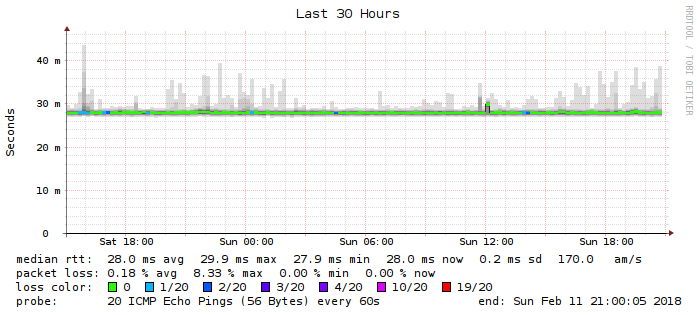 Last 30 Hours
RRDTOOL / TOBI OETIKER
Seconds
40 m
30 m
20 m
10 m
0
Sat 18:00 Sun 00:00 Sun 06:00 Sun 12:00 Sun 18:00
median rtt: 28.0 ms avg 29.9 ms max 27.9 ms min 28.0 ms now 0.2 ms sd 170.0 am/s
packet loss: 0.18 % avg 8.33 % max 0.00 % min 0.00 % now
loss color: 0 1/20 2/20 3/20 4/20 10/20 19/20
probe: 20 ICMP Echo Pings (56 Bytes) every 60s end: Sun Feb 11 21:00:05 2018